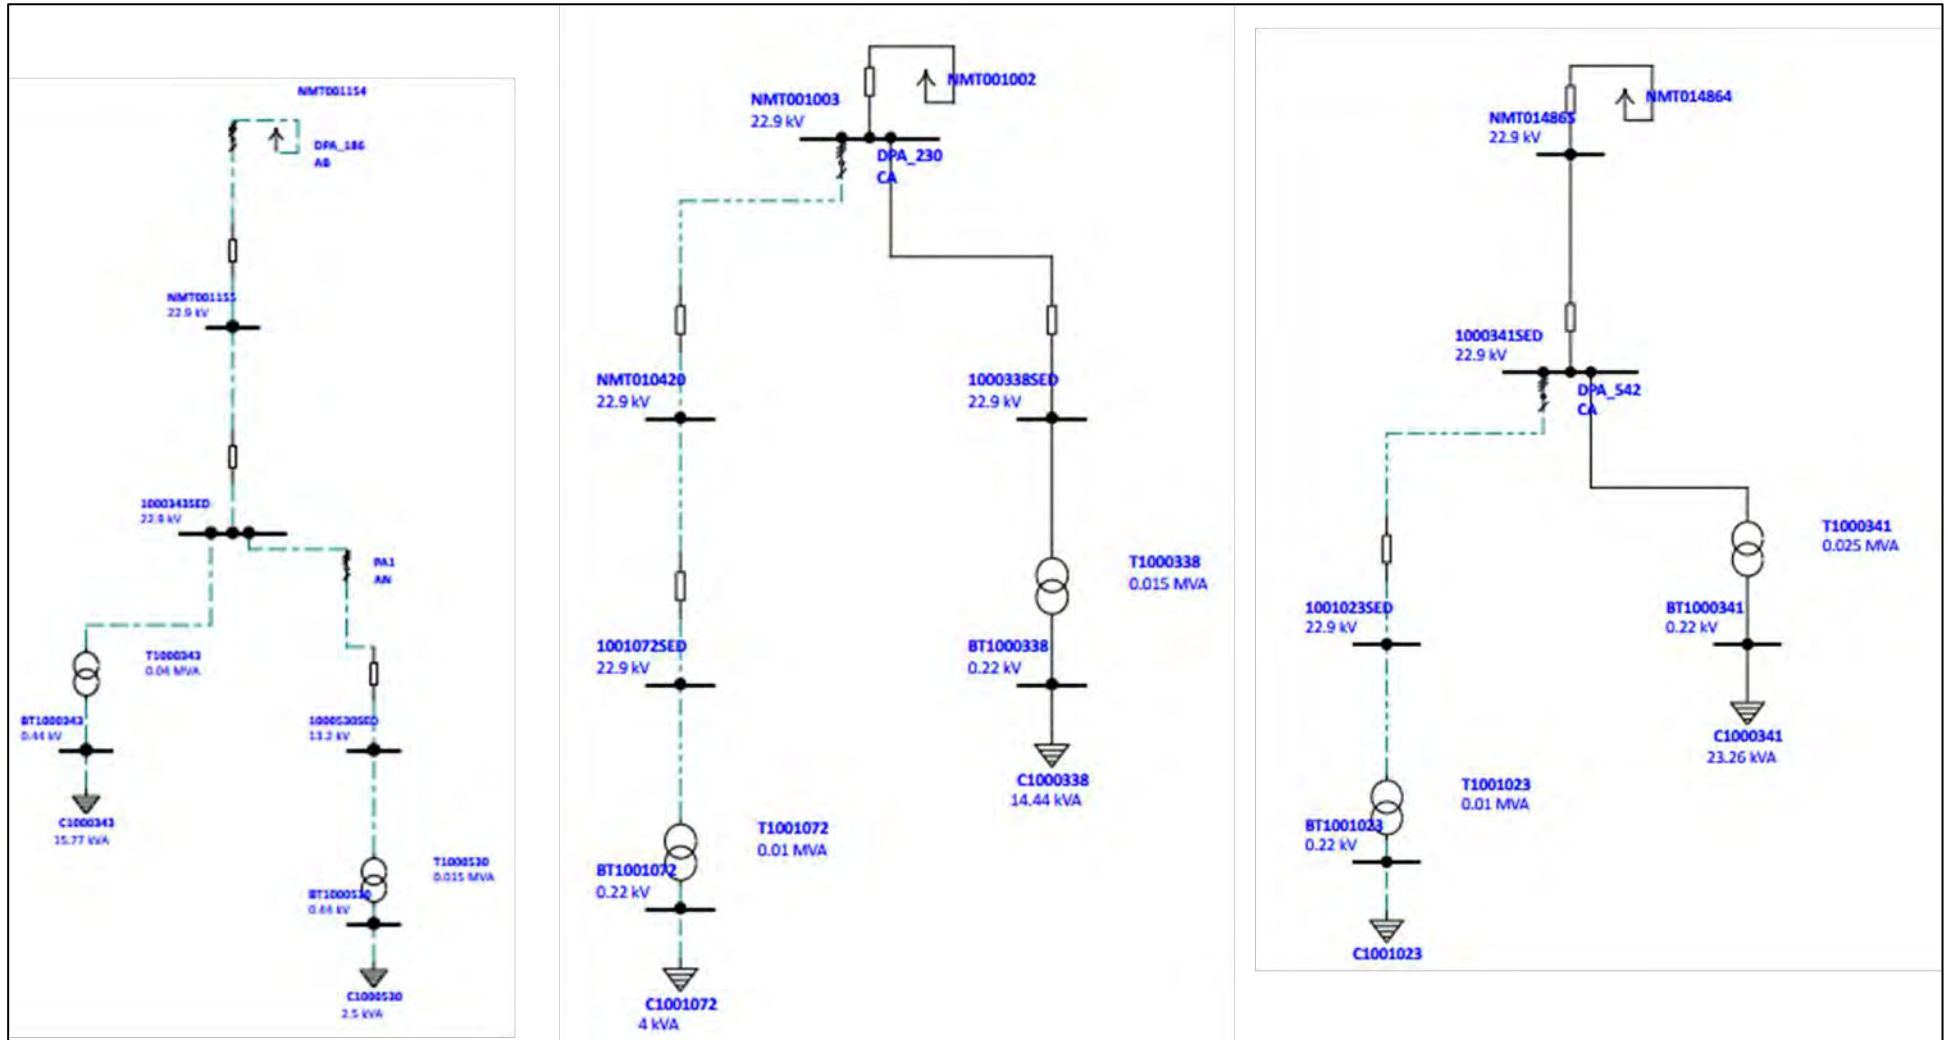 NMT001154
DPA_186
AB
NMT001155
22.9 kV
1000343SED
22.9 kV
PA1
AN
T1000343
0.04 MVA
BT1000343
0.44 kV
1000530SED
13.2 kV
C1000343
15.77 kVA
T1000530
0.015 MVA
BT1000530
0.44 kV
C1000530
2.5 kVA
NMT001002
NMT001003
22.9 kV
DPA_230
CA
NMT010420
22.9 kV
1000338SED
22.9 kV
T1000338
0.015 MVA
1001072SED
22.9 kV
BT1000338
0.22 kV
C1000338
14.44 kVA
T1001072
0.01 MVA
BT1001072
0.22 kV
C1001072
4 kVA
NMT014864
NMT014865
22.9 kV
1000341SED
22.9 kV
DPA_542
CA
T1000341
0.025 MVA
1001023SED
22.9 kV
BT1000341
0.22 kV
C1000341
23.26 kVA
T1001023
0.01 MVA
BT1001023
0.22 kV
C1001023